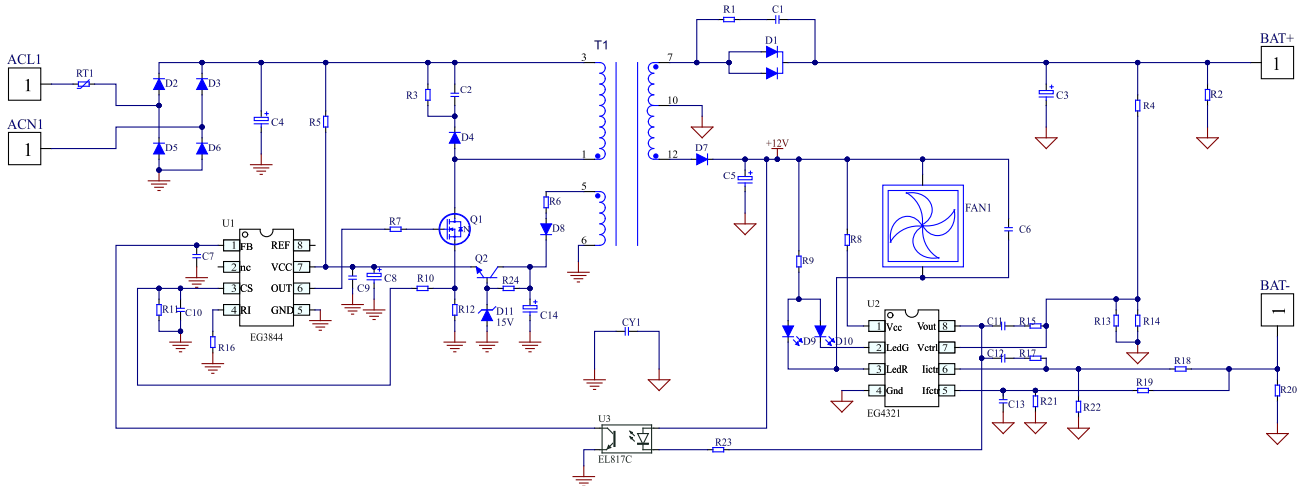 R1
C1
ACL1
1
RT1
D2
D3
C4
R5
R3
C2
D4
T1
3
1
5
6
7
10
12
D1
BAT+
1
C3
R4
R2
ACN1
1
D5
D6
D7
+12V
C5
R6
D8
R7
Q1
Q2
FAN1
C6
R8
R9
U1
1 FB REF 8
2 nc VCC 7
3 CS OUT 6
4 RI GND 5
EG3844
C7
C9
C8
R10
R24
R11
C10
R16
R12
D11
15V
C14
CY1
D9
D10
U2
1 Vcc Vout 8
2 LedG Vctrl 7
3 LedR Iictr 6
4 Gnd Ifctr 5
EG4321
C11
R15
C12
R17
R13
R14
BAT-
1
R18
R19
R20
C13
R21
R22
U3
EL817C
R23